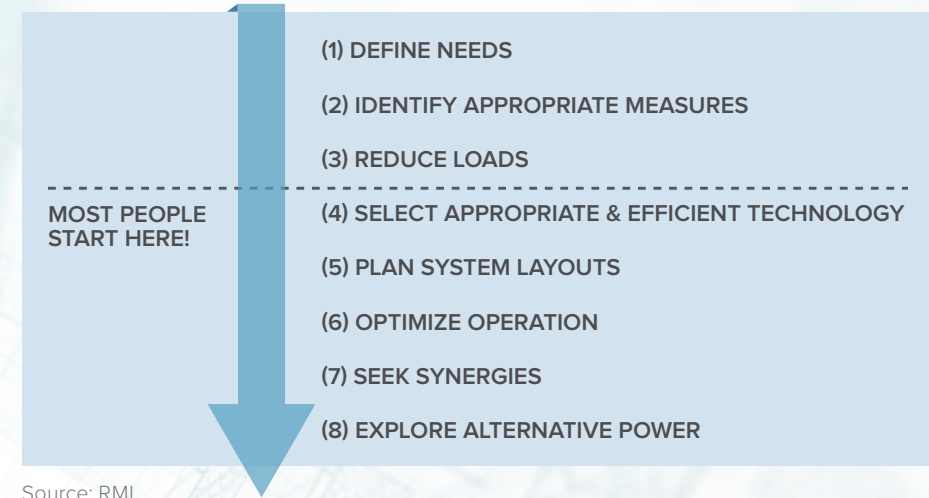 (1) DEFINE NEEDS
(2) IDENTIFY APPROPRIATE MEASURES
(3) REDUCE LOADS
MOST PEOPLE
START HERE!
(4) SELECT APPROPRIATE & EFFICIENT TECHNOLOGY
(5) PLAN SYSTEM LAYOUTS
(6) OPTIMIZE OPERATION
(7) SEEK SYNERGIES
(8) EXPLORE ALTERNATIVE POWER
Source: RMI